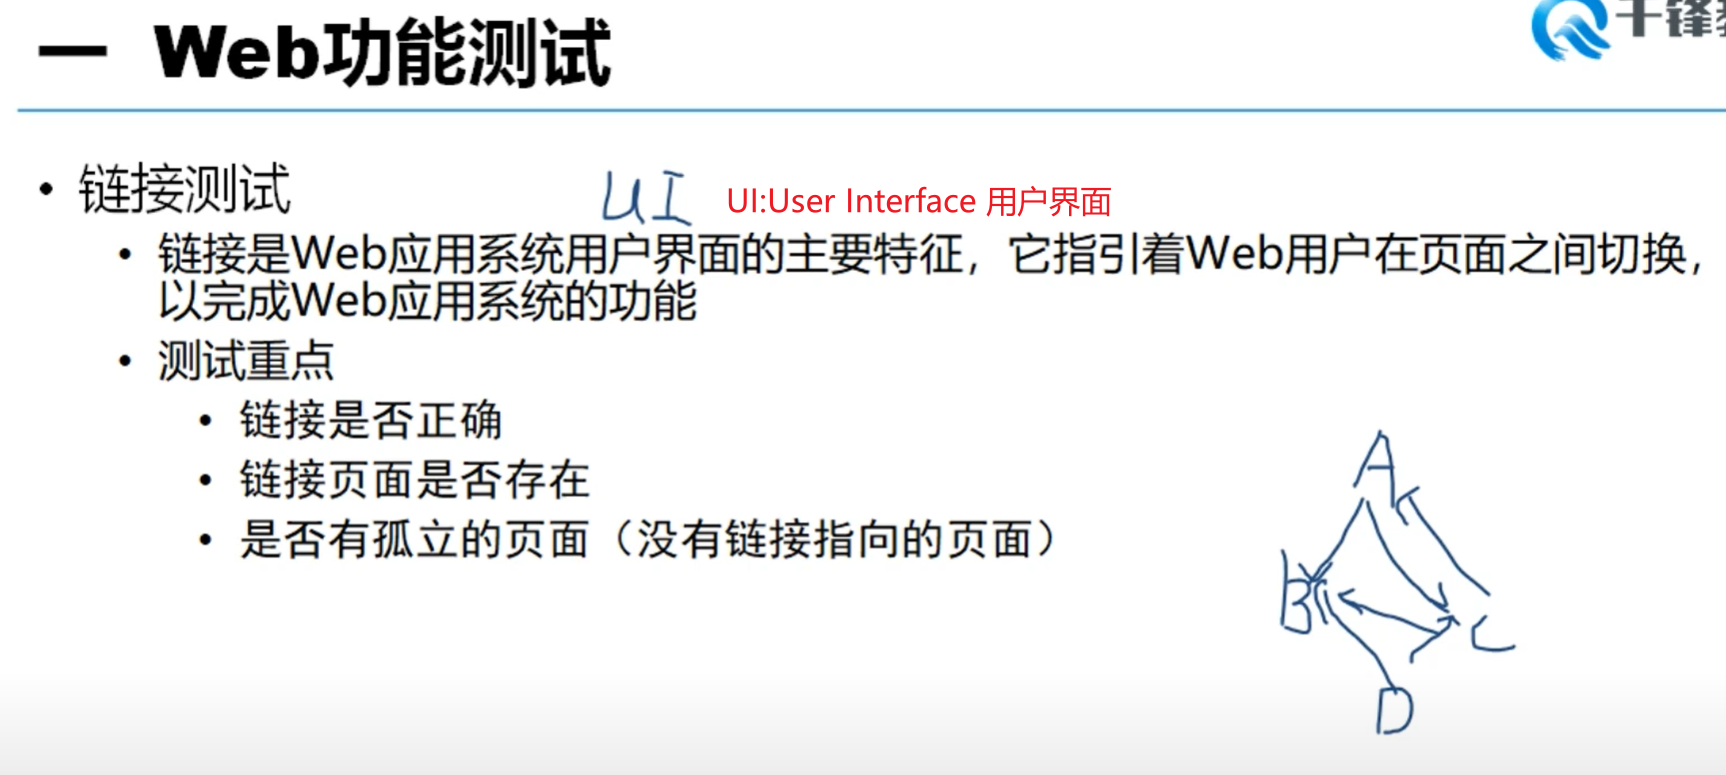 千锋
一 Web功能测试
• 链接测试
UI
UI:User Interface 用户界面
• 链接是Web应用系统用户界面的主要特征，它指引着Web用户在页面之间切换，
以完成Web应用系统的功能
• 测试重点
• 链接是否正确
• 链接页面是否存在
• 是否有孤立的页面（没有链接指向的页面）
A
B
C
D